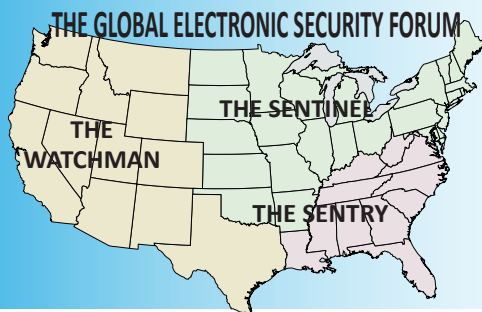 THE GLOBAL ELECTRONIC SECURITY FORUM
THE SENTINEL
THE
WATCHMAN
THE SENTRY